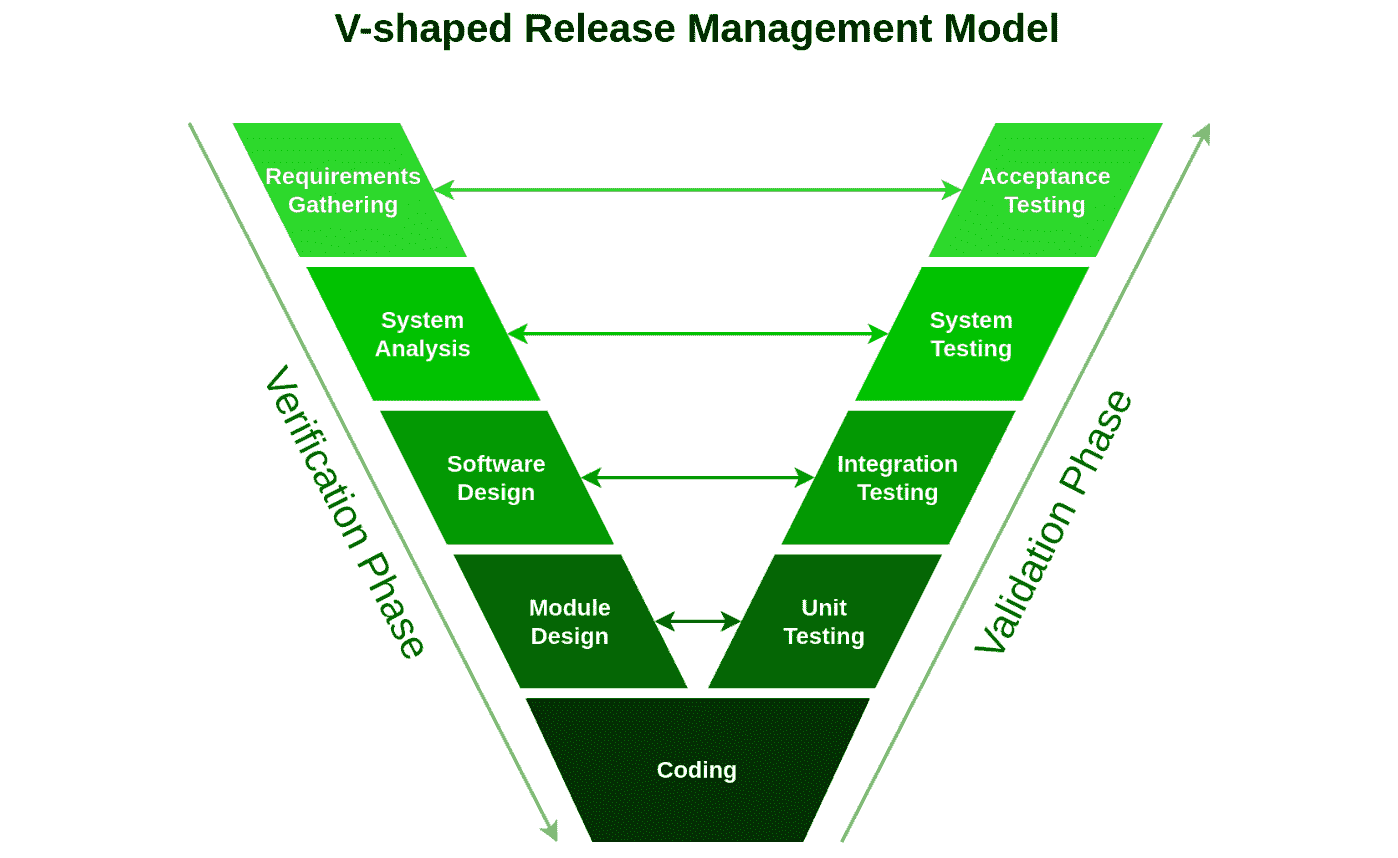 V-shaped Release Management Model
Requirements
Gathering
Acceptance
Testing
System
Analysis
System
Testing
Software
Design
Integration
Testing
Module
Design
Unit
Testing
Coding
Verification Phase
Validation Phase